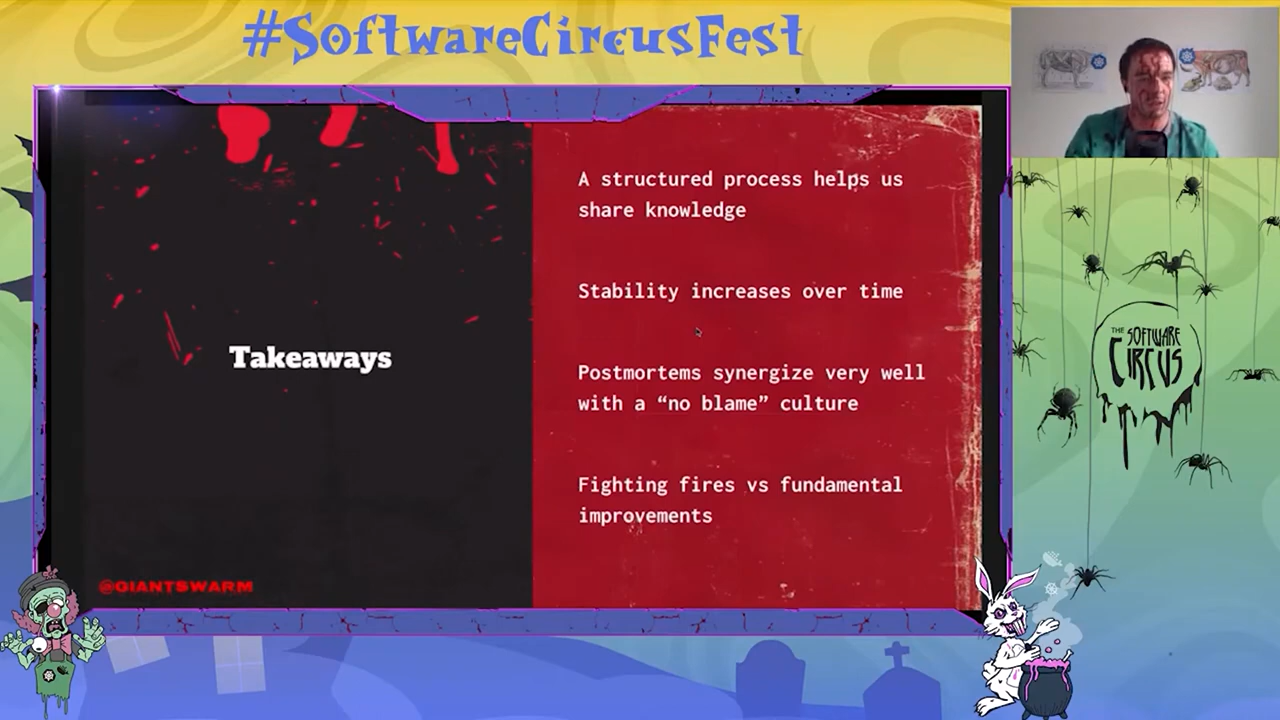 #SoftwareCircusFest
A structured process helps us
share knowledge
Stability increases over time
Takeaways
Postmortems synergize very well
with a “no blame” culture
Fighting fires vs fundamental
improvements
@GIANTSWARM
THE
SOFTWARE
CIRCUS